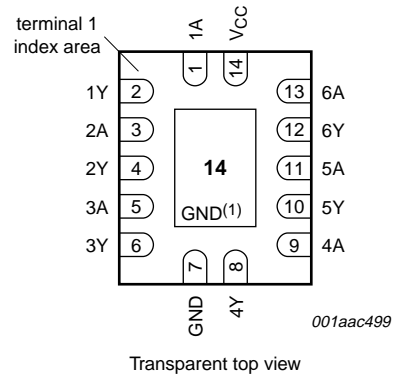 terminal 1
index area
1A
VCC
1
14
1Y 2
13 6A
2A 3
12 6Y
2Y 4
14
11 5A
3A 5
GND(1)
10 5Y
3Y 6
9 4A
7
8
GND
4Y
001aac499
Transparent top view